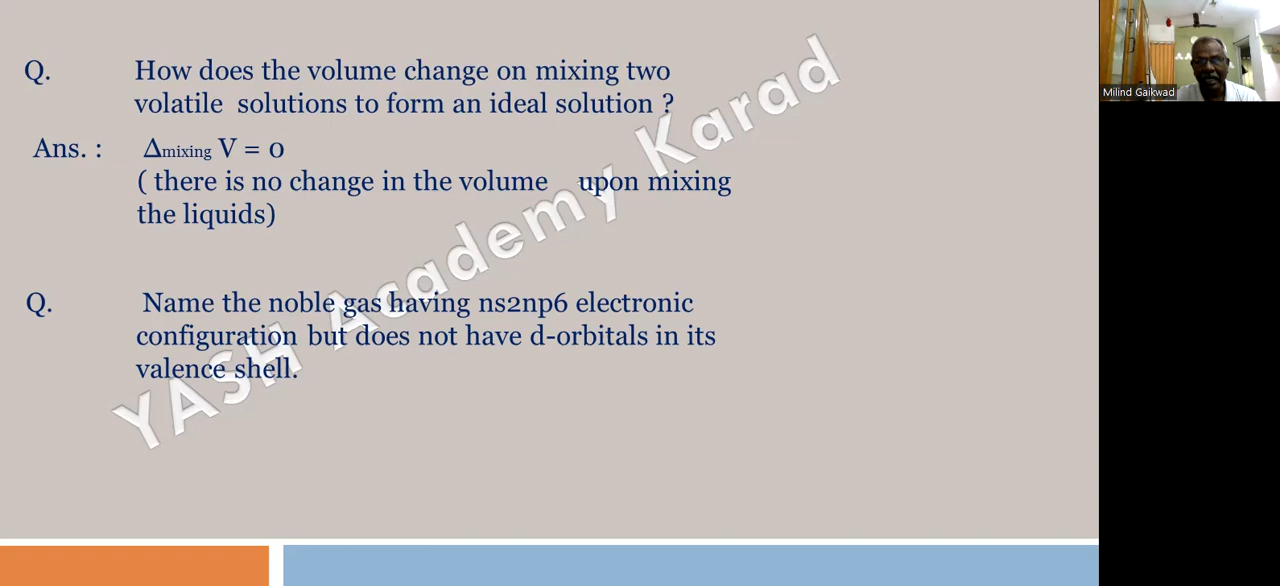 Q. How does the volume change on mixing two
volatile solutions to form an ideal solution ?
Ans. : Δmixing V = 0
( there is no change in the volume upon mixing
the liquids)
Q. Name the noble gas having ns2np6 electronic
configuration but does not have d-orbitals in its
valence shell.
YASH Academy Karad
Milind Gaikwad